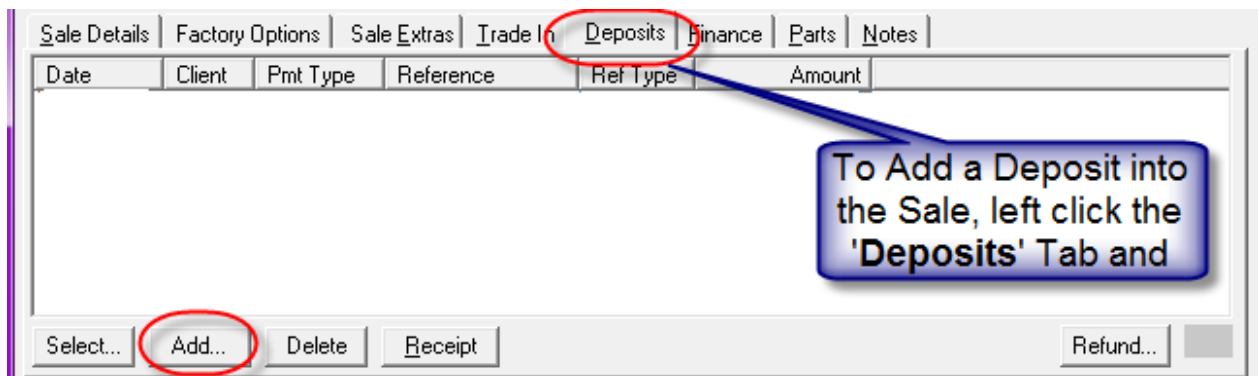 Sale Details Factory Options Sale Extras Trade In Deposits Finance Parts Notes
Date Client Pmt Type Reference Ref Type Amount
To Add a Deposit into
the Sale, left click the
'Deposits' Tab and
Select... Add... Delete Receipt Refund...